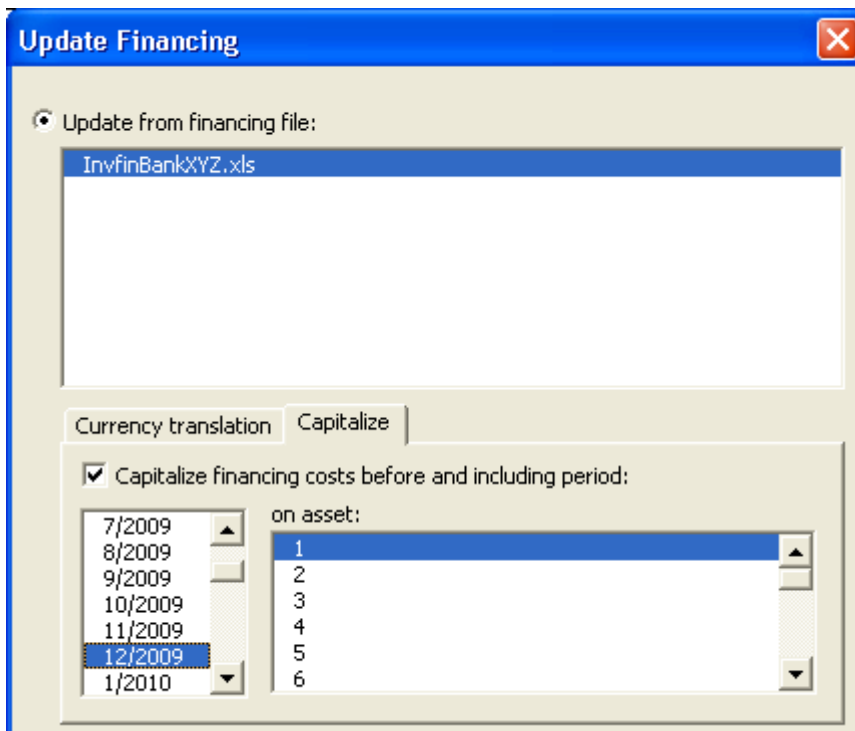 Update Financing
Update from financing file:
InvfinBankXYZ.xls
Currency translation
Capitalize
Capitalize financing costs before and including period:
on asset:
7/2009
8/2009
9/2009
10/2009
11/2009
12/2009
1/2010
1
2
3
4
5
6